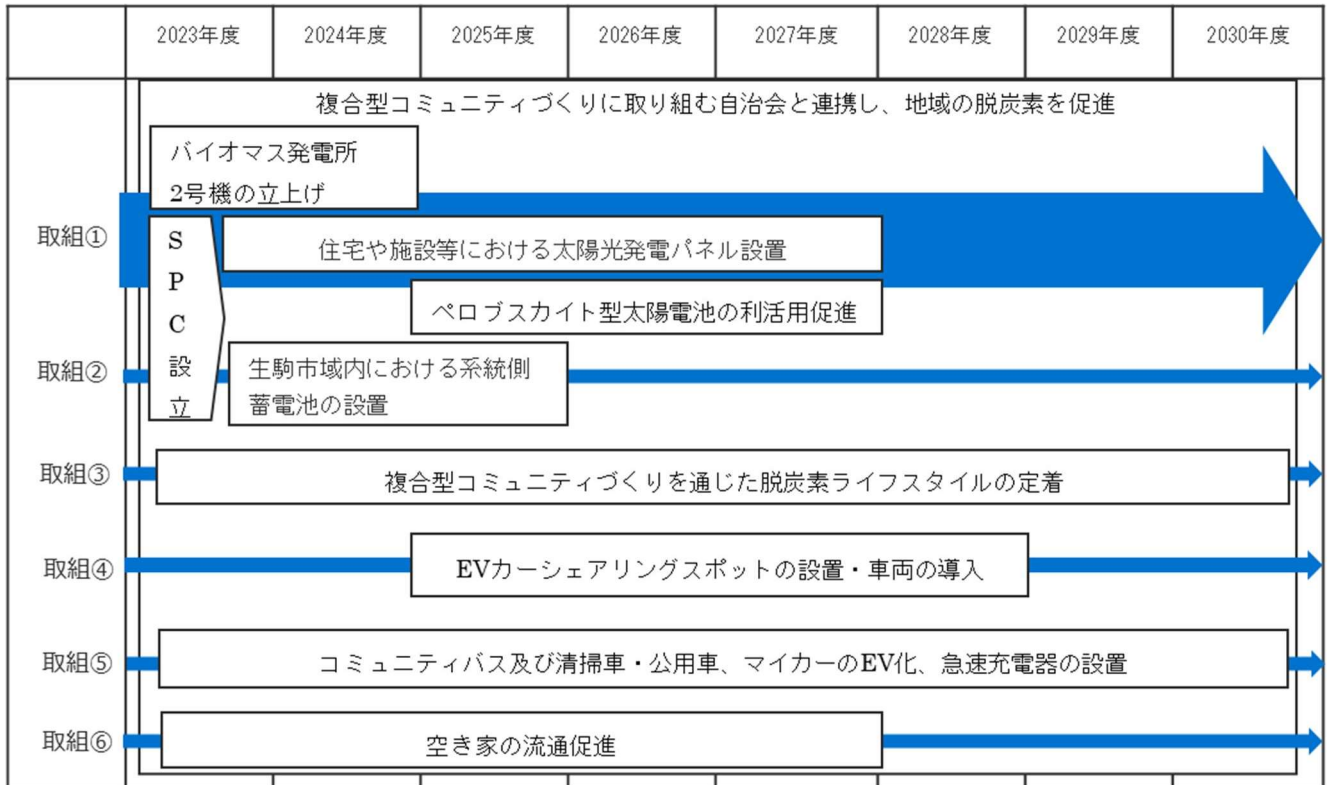 2023年度 2024年度 2025年度 2026年度 2027年度 2028年度 2029年度 2030年度
複合型コミュニティづくりに取り組む自治会と連携し、地域の脱炭素を促進
バイオマス発電所
2号機の立上げ
取組①
SPC設立
住宅や施設等における太陽光発電パネル設置
ペロブスカイト型太陽電池の利活用促進
取組②
生駒市域内における系統側
蓄電池の設置
取組③
複合型コミュニティづくりを通じた脱炭素ライフスタイルの定着
取組④
EVカーシェアリングスポットの設置・車両の導入
取組⑤
コミュニティバス及び清掃車・公用車、マイカーのEV化、急速充電器の設置
取組⑥
空き家の流通促進